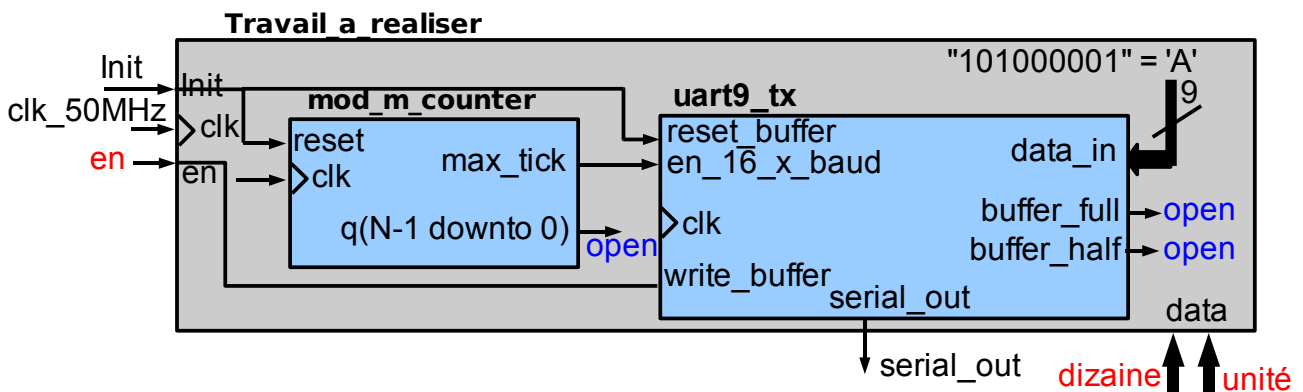 Travail_a_realiser
Init
Init
"101000001" = 'A'
9
clk_50MHz
clk
mod_m_counter
uart9_tx
en
en
reset
max_tick
clk
q(N-1 downto 0)
open
reset_buffer
en_16_x_baud
data_in
clk
buffer_full
open
buffer_half
open
write_buffer
serial_out
data
serial_out
dizaine
unité